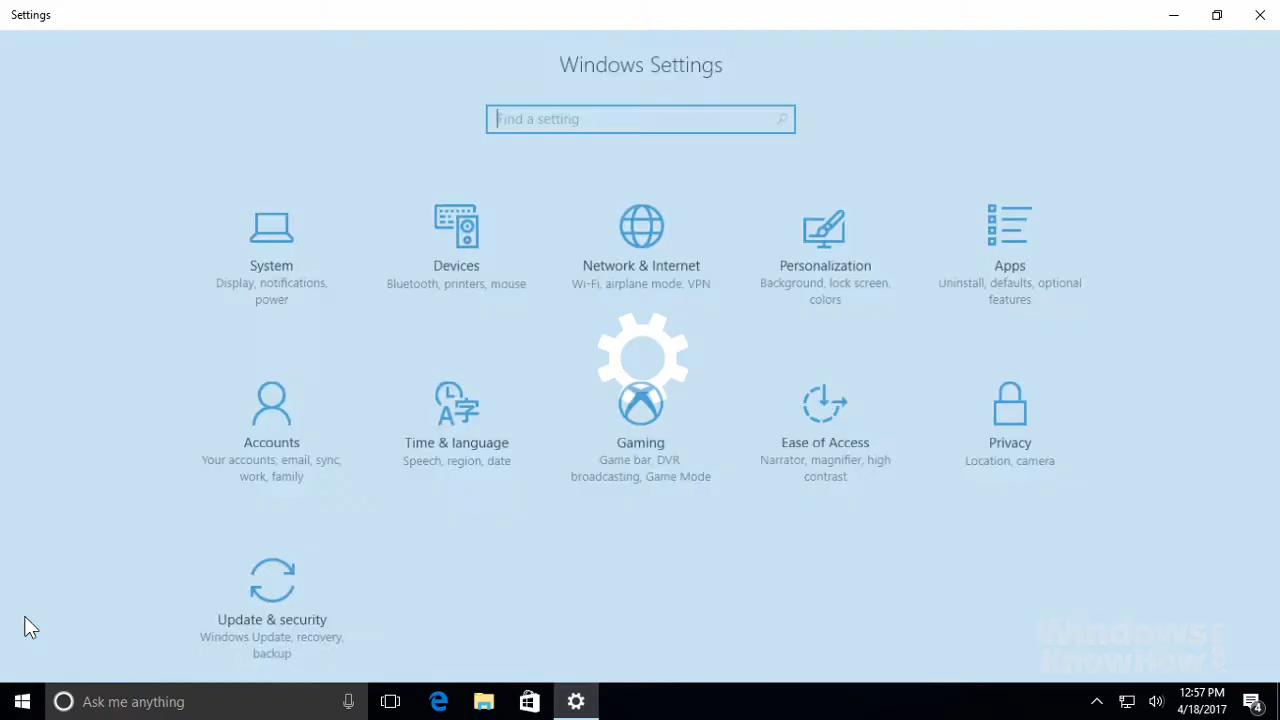 Settings
Windows Settings
Find a setting
System
Display, notifications,
power
Devices
Bluetooth, printers, mouse
Network & Internet
Wi-Fi, airplane mode, VPN
Personalization
Background, lock screen,
colors
Apps
Uninstall, defaults, optional
features
Accounts
Your accounts, email, sync,
work, family
Time & language
Speech, region, date
Gaming
Game bar, DVR
broadcasting, Game Mode
Ease of Access
Narrator, magnifier, high
contrast
Privacy
Location, camera
Update & security
Windows Update, recovery,
backup
Windows
KnowHow
Ask me anything
12:57 PM
4/18/2017
4